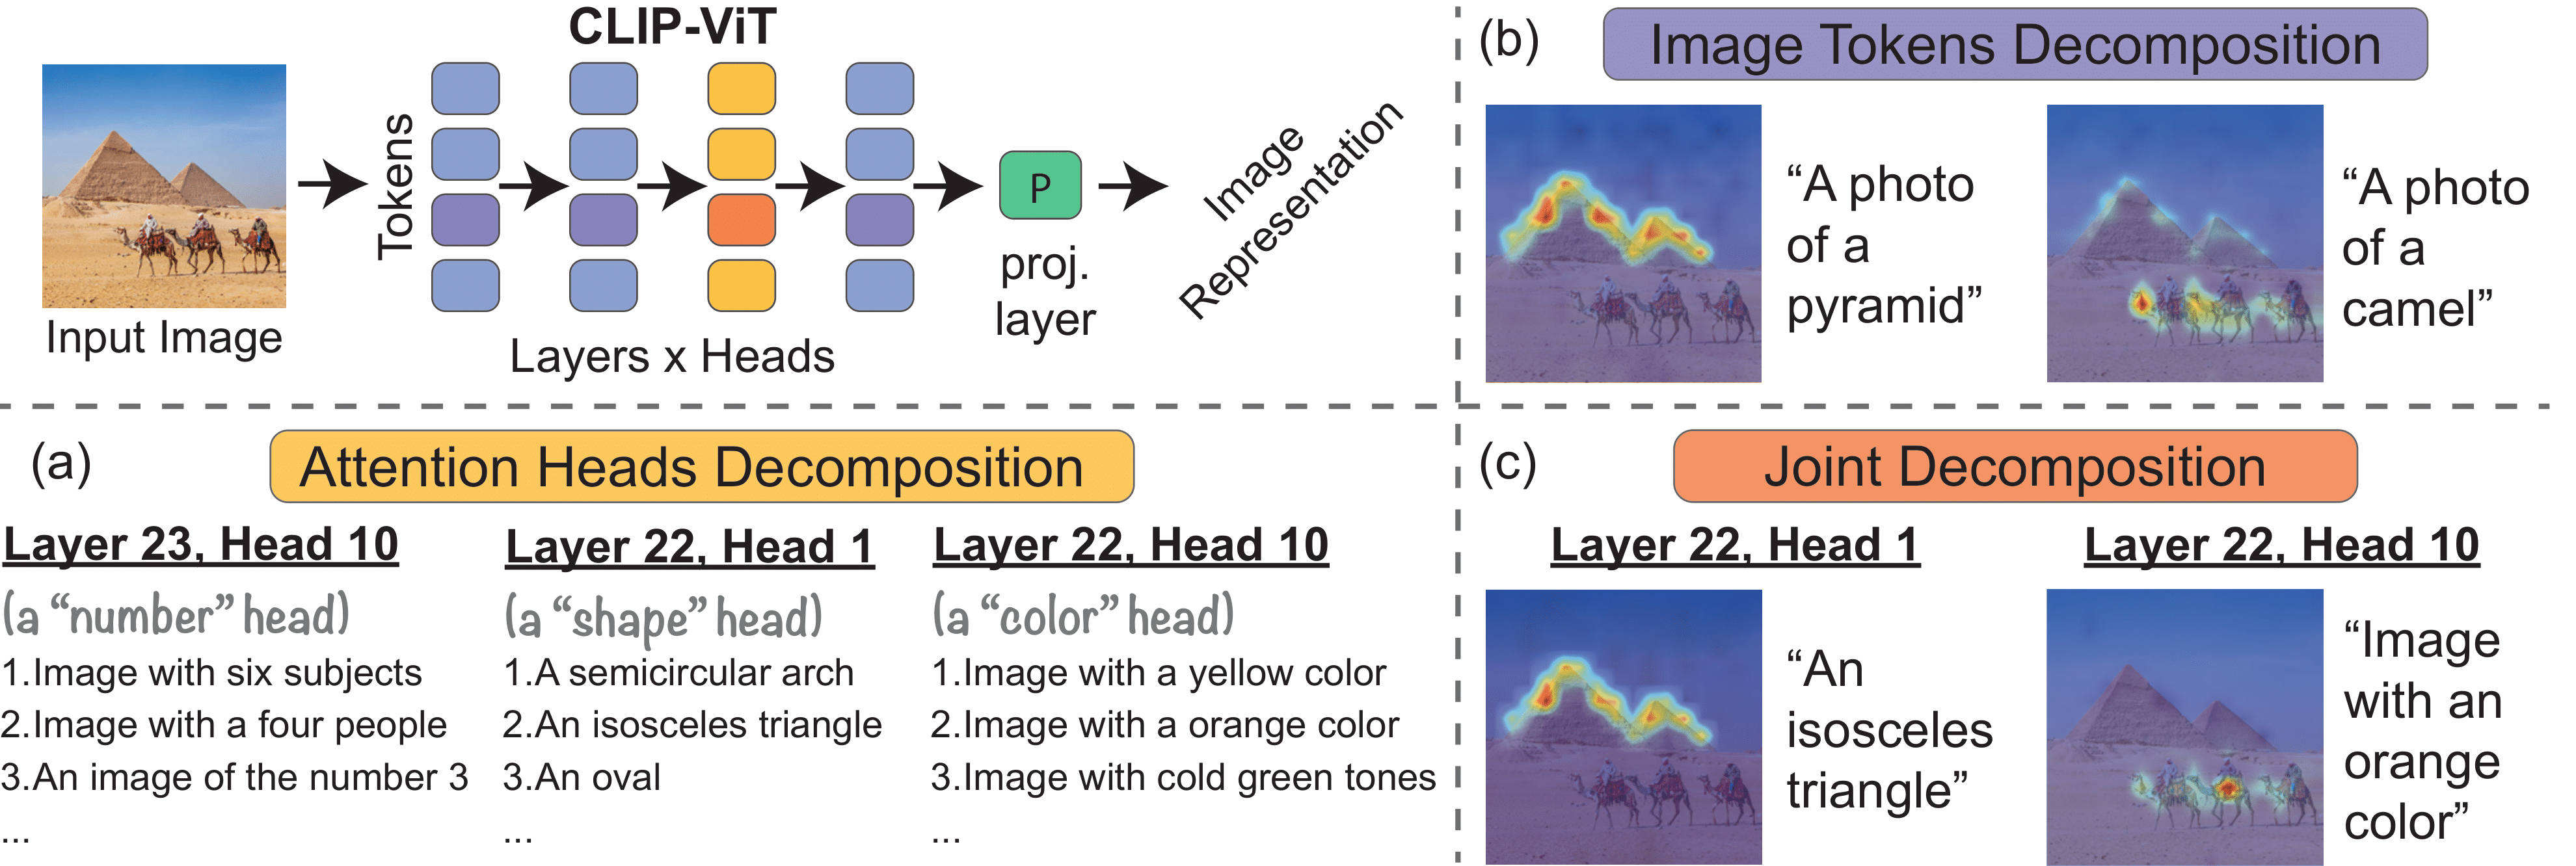 CLIP-ViT
Tokens
Input Image
Layers x Heads
P
proj.
layer
Image
Representation
(b)
Image Tokens Decomposition
“A photo
of a
pyramid”
“A photo
of a
camel”
(a)
Attention Heads Decomposition
Layer 23, Head 10
(a “number” head)
1.Image with six subjects
2.Image with a four people
3.An image of the number 3
...
Layer 22, Head 1
(a “shape” head)
1.A semicircular arch
2.An isosceles triangle
3.An oval
...
Layer 22, Head 10
(a “color” head)
1.Image with a yellow color
2.Image with a orange color
3.Image with cold green tones
...
(c)
Joint Decomposition
Layer 22, Head 1
“An
isosceles
triangle”
Layer 22, Head 10
“Image
with an
orange
color”